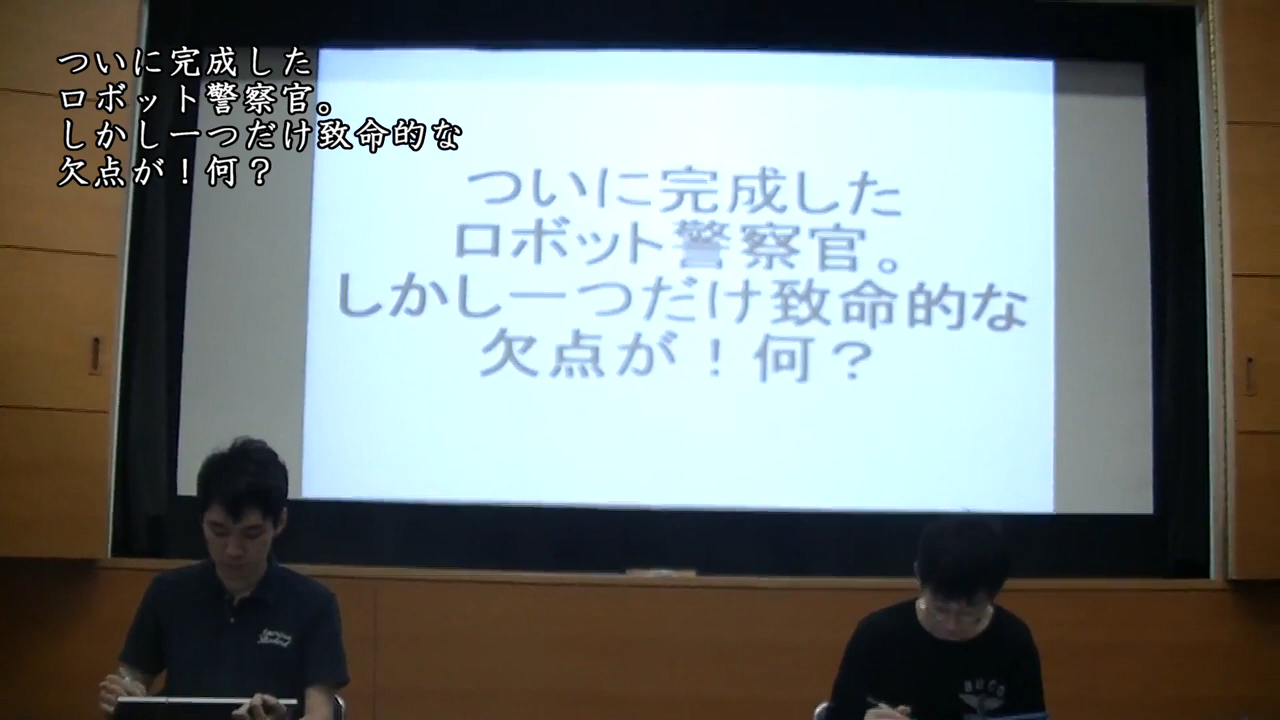 ついに完成した
ロボット警察官。
しかし一つだけ致命的な
欠点が！何？
ついに完成した
ロボット警察官。
しかし一つだけ致命的な
欠点が！何？